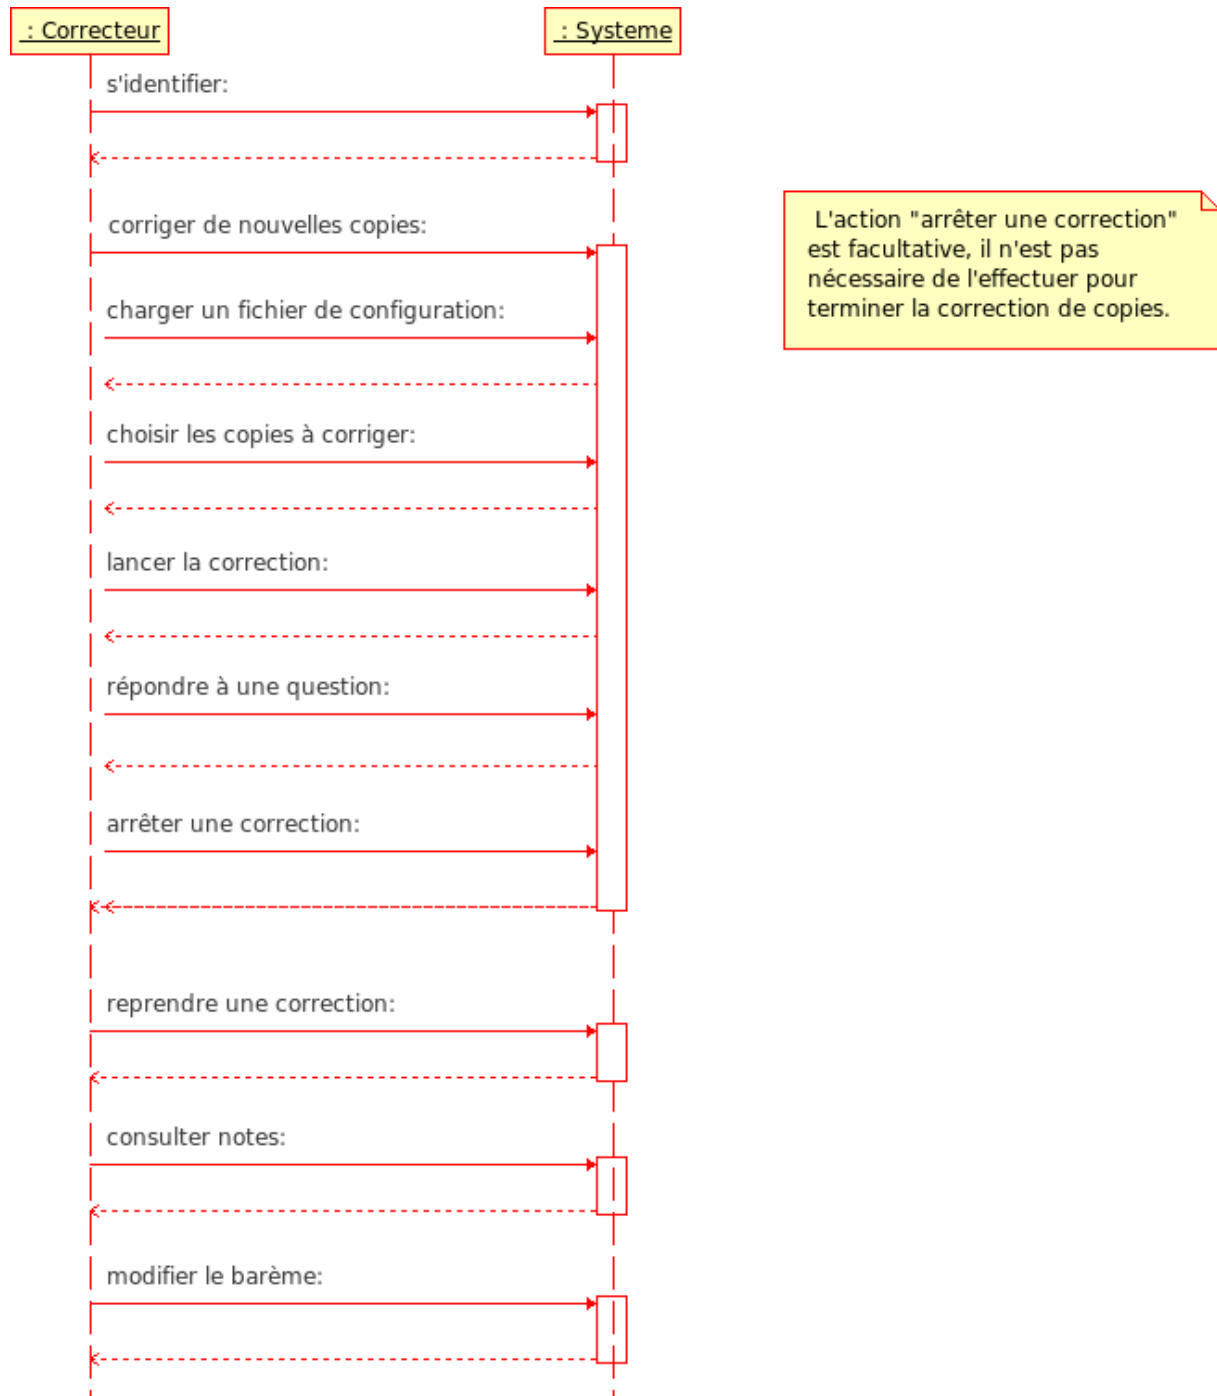 : Correcteur
: Systeme
s'identifier:
corriger de nouvelles copies:
L'action "arrêter une correction"
est facultative, il n'est pas
nécessaire de l'effectuer pour
terminer la correction de copies.
charger un fichier de configuration:
choisir les copies à corriger:
lancer la correction:
répondre à une question:
arrêter une correction:
reprendre une correction:
consulter notes:
modifier le barème: